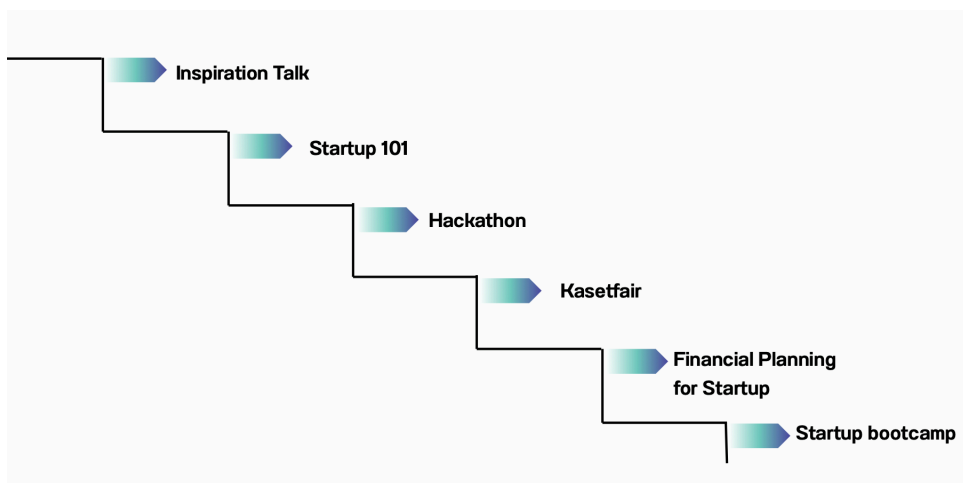 Inspiration Talk
Startup 101
Hackathon
Kasetfair
Financial Planning
for Startup
Startup bootcamp